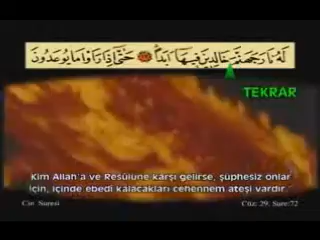 لَهُ نَارَ جَهَنَّمَ خَالِدِينَ فِيهَا أَبَدًا ۝ حَتَّىٰ إِذَا رَأَوْا مَا يُوعَدُونَ
TEKRAR
Kim Allah'a ve Resûlüne karşı gelirse, şüphesiz onlar
için, içinde ebedî kalacakları cehennem ateşi vardır.
Cin Suresi
Cüz: 29, Sure:72